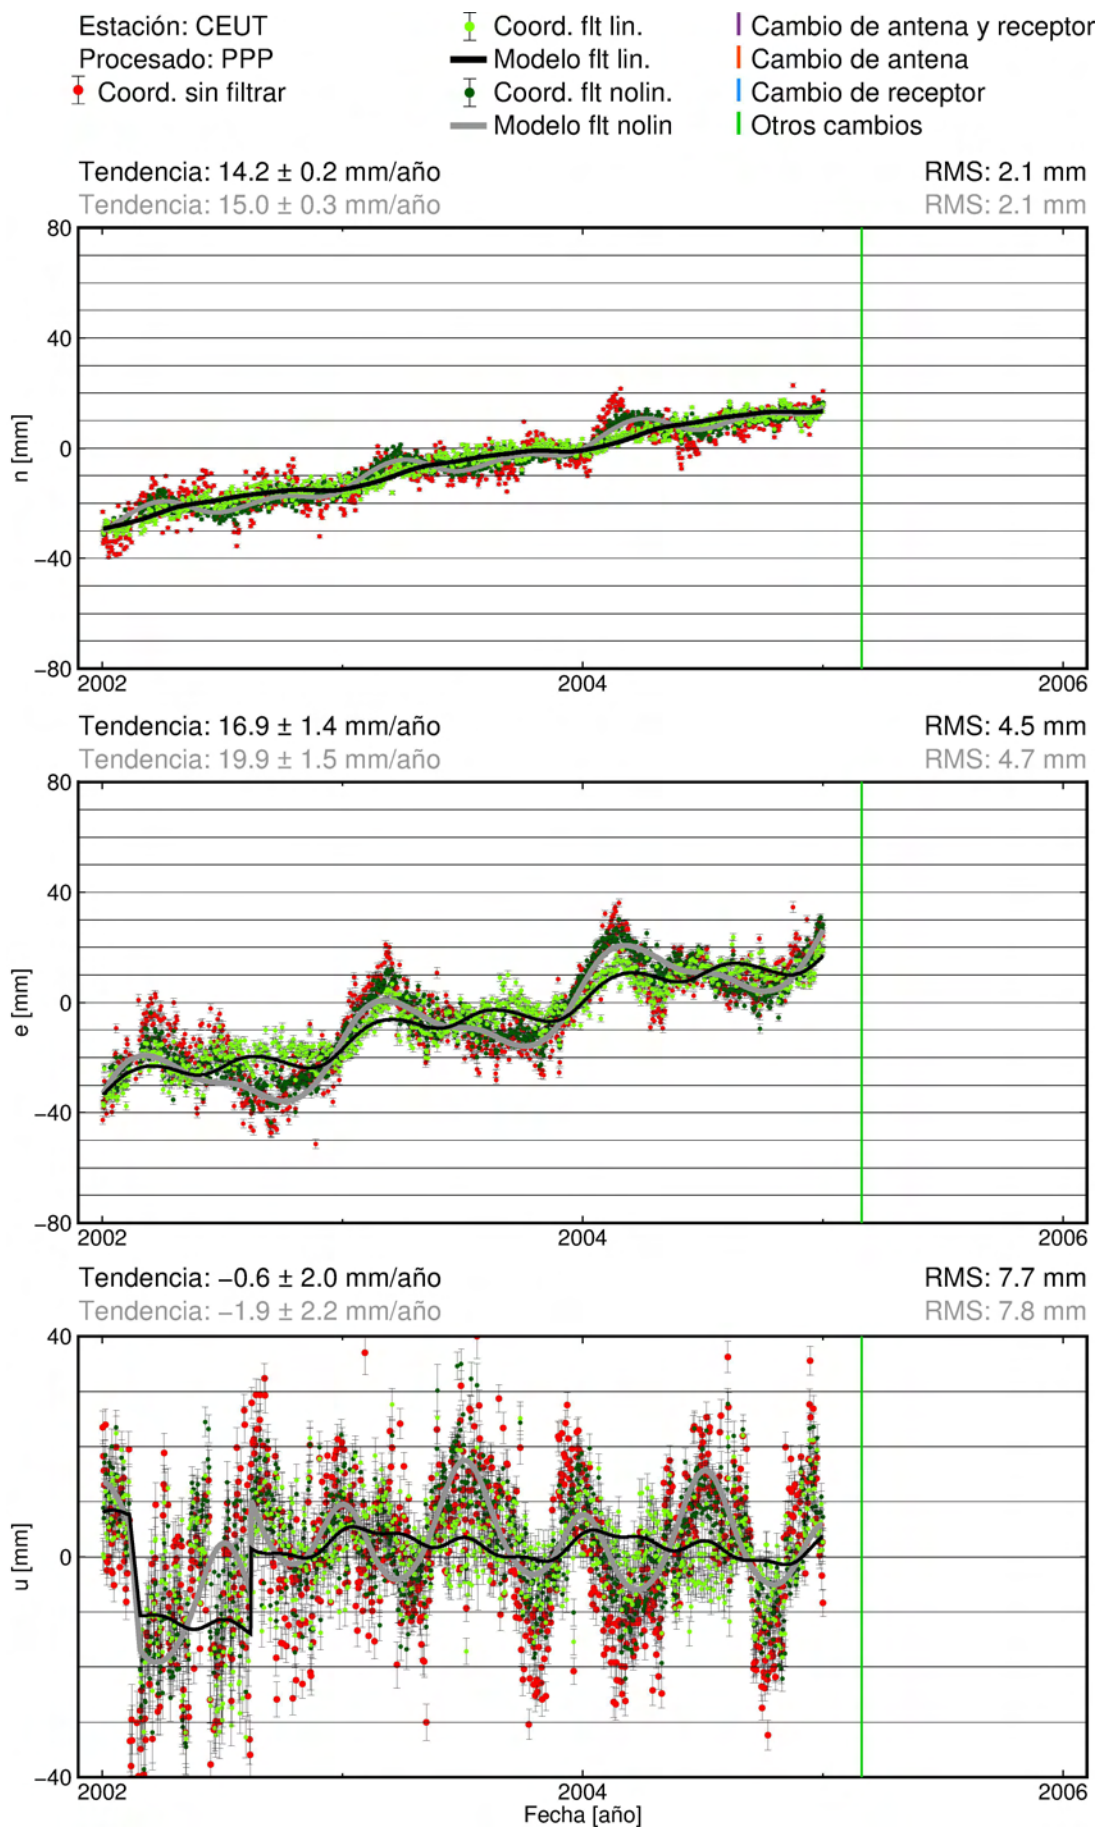 Estación: CEUT
Procesado: PPP
Coord. sin filtrar
Coord. flt lin.
Modelo flt lin.
Coord. flt nolin.
Modelo flt nolin
Cambio de antena y receptor
Cambio de antena
Cambio de receptor
Otros cambios
Tendencia: 14.2 ± 0.2 mm/año RMS: 2.1 mm
Tendencia: 15.0 ± 0.3 mm/año RMS: 2.1 mm
80
40
0
−40
−80
n [mm]
2002 2004 2006
Tendencia: 16.9 ± 1.4 mm/año RMS: 4.5 mm
Tendencia: 19.9 ± 1.5 mm/año RMS: 4.7 mm
80
40
0
−40
−80
e [mm]
2002 2004 2006
Tendencia: −0.6 ± 2.0 mm/año RMS: 7.7 mm
Tendencia: −1.9 ± 2.2 mm/año RMS: 7.8 mm
40
0
−40
u [mm]
2002 2004 2006
Fecha [año]